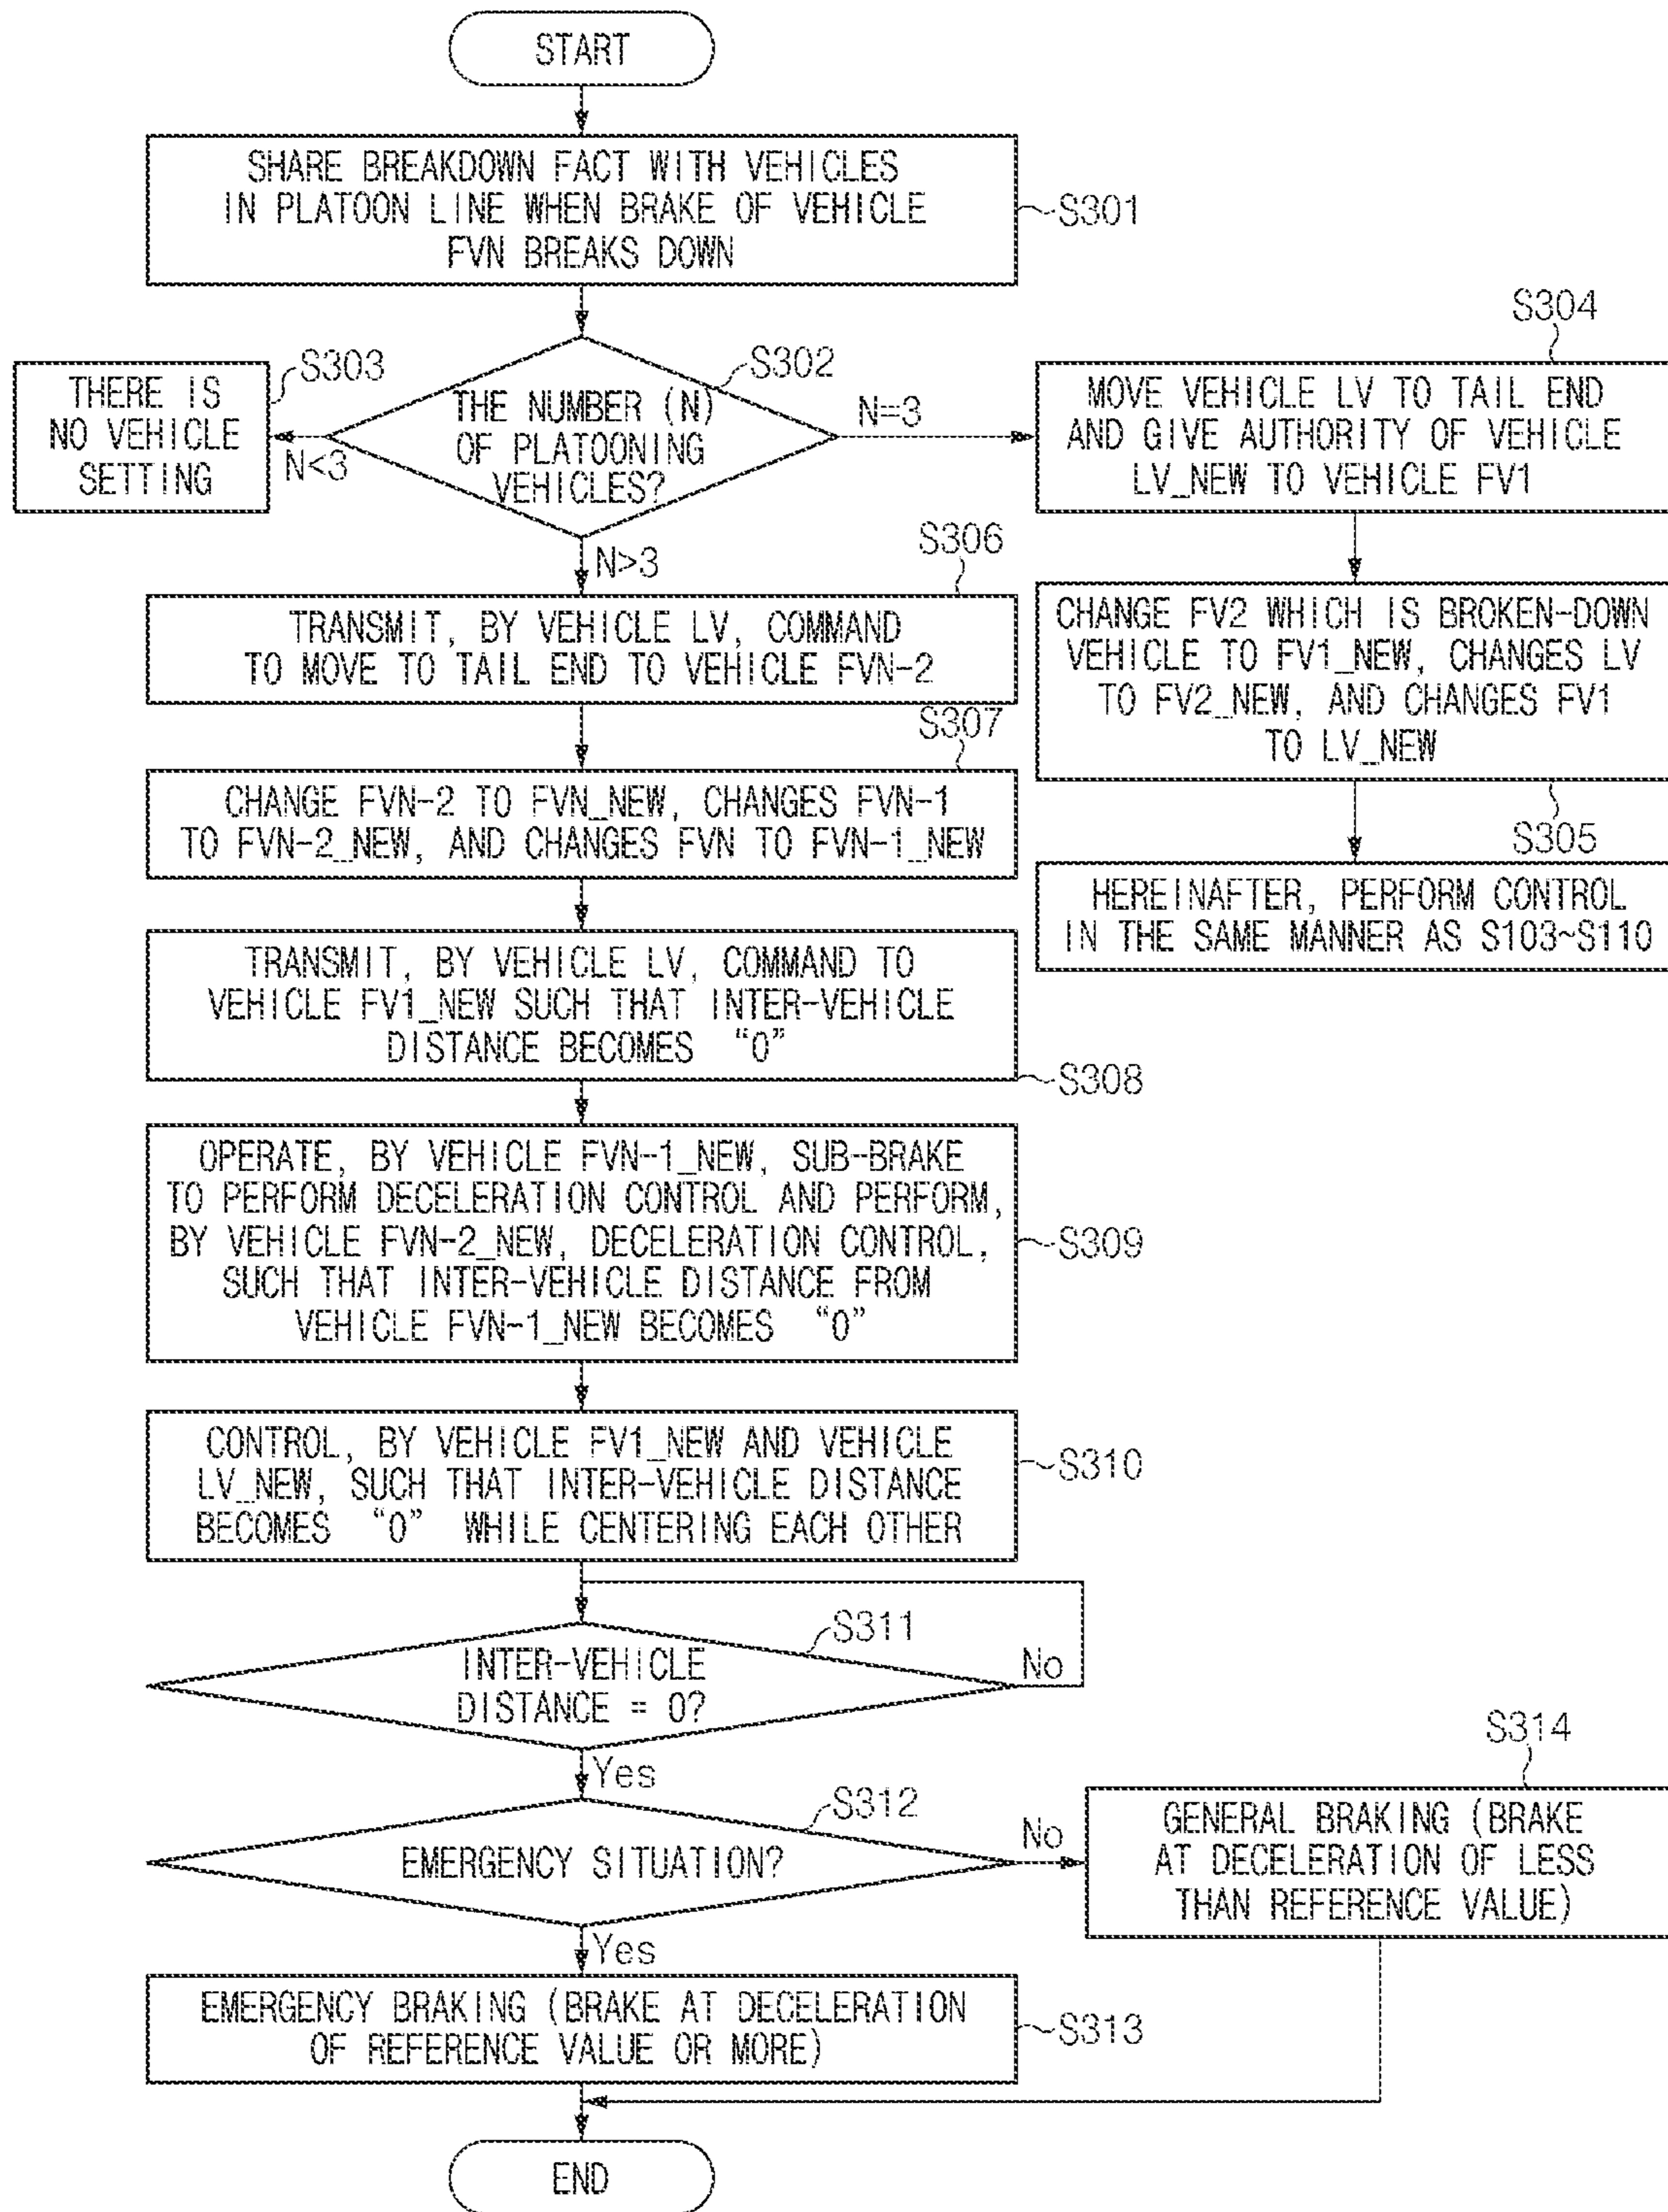 START
SHARE BREAKDOWN FACT WITH VEHICLES
IN PLATOON LINE WHEN BRAKE OF VEHICLE
FVN BREAKS DOWN
S301
S302
THE NUMBER (N)
OF PLATOONING
VEHICLES?
S303
THERE IS
NO VEHICLE
SETTING
N<3
N=3
S304
MOVE VEHICLE LV TO TAIL END
AND GIVE AUTHORITY OF VEHICLE
LV_NEW TO VEHICLE FV1
CHANGE FV2 WHICH IS BROKEN-DOWN
VEHICLE TO FV1_NEW, CHANGES LV
TO FV2_NEW, AND CHANGES FV1
TO LV_NEW
S305
HEREINAFTER, PERFORM CONTROL
IN THE SAME MANNER AS S103~S110
N>3
S306
TRANSMIT, BY VEHICLE LV, COMMAND
TO MOVE TO TAIL END TO VEHICLE FVN-2
S307
CHANGE FVN-2 TO FVN_NEW, CHANGES FVN-1
TO FVN-2_NEW, AND CHANGES FVN TO FVN-1_NEW
TRANSMIT, BY VEHICLE LV, COMMAND TO
VEHICLE FV1_NEW SUCH THAT INTER-VEHICLE
DISTANCE BECOMES “0”
S308
OPERATE, BY VEHICLE FVN-1_NEW, SUB-BRAKE
TO PERFORM DECELERATION CONTROL AND PERFORM,
BY VEHICLE FVN-2_NEW, DECELERATION CONTROL,
SUCH THAT INTER-VEHICLE DISTANCE FROM
VEHICLE FVN-1_NEW BECOMES “0”
S309
CONTROL, BY VEHICLE FV1_NEW AND VEHICLE
LV_NEW, SUCH THAT INTER-VEHICLE DISTANCE
BECOMES “0” WHILE CENTERING EACH OTHER
S310
S311
INTER-VEHICLE
DISTANCE = 0?
No
Yes
S312
EMERGENCY SITUATION?
No
S314
GENERAL BRAKING (BRAKE
AT DECELERATION OF LESS
THAN REFERENCE VALUE)
Yes
EMERGENCY BRAKING (BRAKE AT DECELERATION
OF REFERENCE VALUE OR MORE)
S313
END